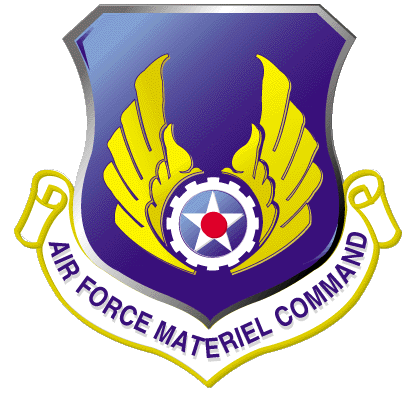 AIR FORCE MATERIEL COMMAND